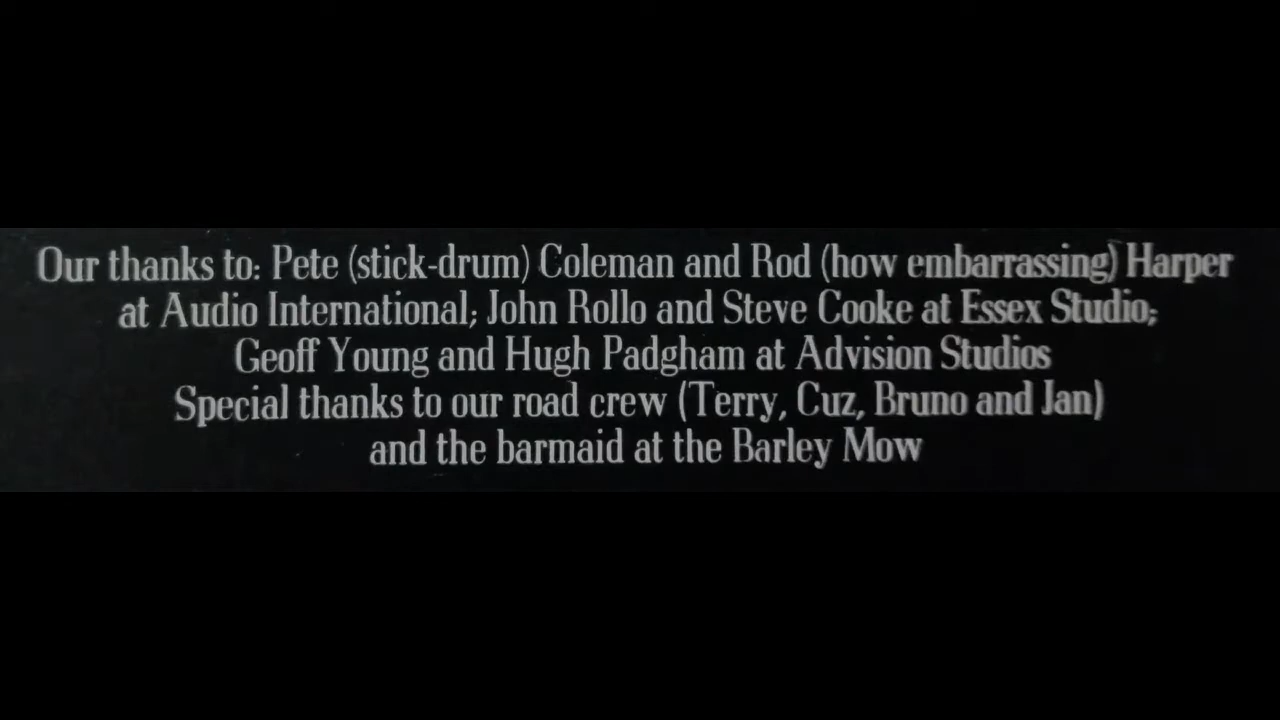 Our thanks to: Pete (stick-drum) Coleman and Rod (how embarrassing) Harper
at Audio International; John Rollo and Steve Cooke at Essex Studio;
Geoff Young and Hugh Padgham at Advision Studios
Special thanks to our road crew (Terry, Cuz, Bruno and Jan)
and the barmaid at the Barley Mow